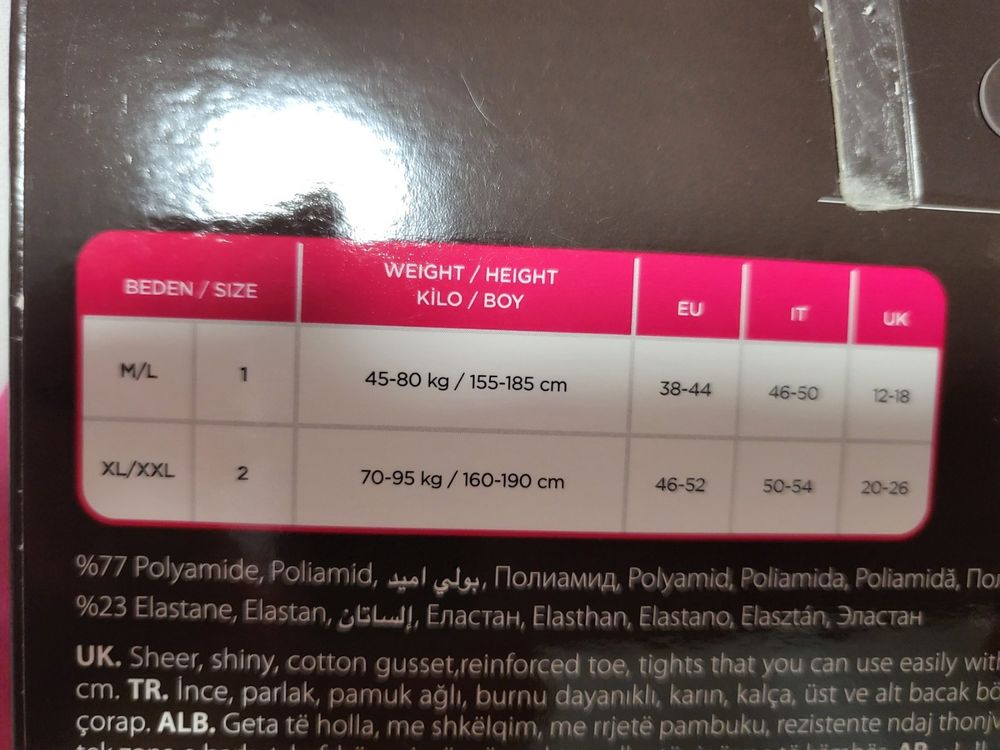 BEDEN / SIZE
WEIGHT / HEIGHT
KİLO / BOY
EU
IT
UK
M/L 1 45-80 kg / 155-185 cm 38-44 46-50 12-18
XL/XXL 2 70-95 kg / 160-190 cm 46-52 50-54 20-26
%77 Polyamide, Poliamid, بولي اميد, Полиамид, Polyamid, Poliamida, Poliamidă,
%23 Elastane, Elastan, إلساتان, Еластан, Elasthan, Elastano, Elasztán, Эластан
UK. Sheer, shiny, cotton gusset,reinforced toe, tights that you can use easily with
cm. TR. İnce, parlak, pamuk ağlı, burnu dayanıklı, karın, kalça, üst ve alt bacak
çorap. ALB. Geta të holla, me shkëlqim, me rrjetë pambuku, rezistente ndaj